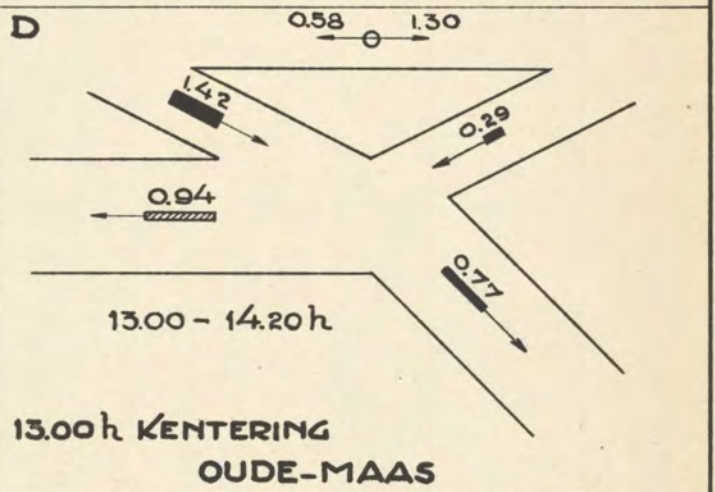 D
0.58 1.30
1.42
0.29
0.94
0.77
13.00 - 14.20 h
13.00 h KENTERING
OUDE-MAAS